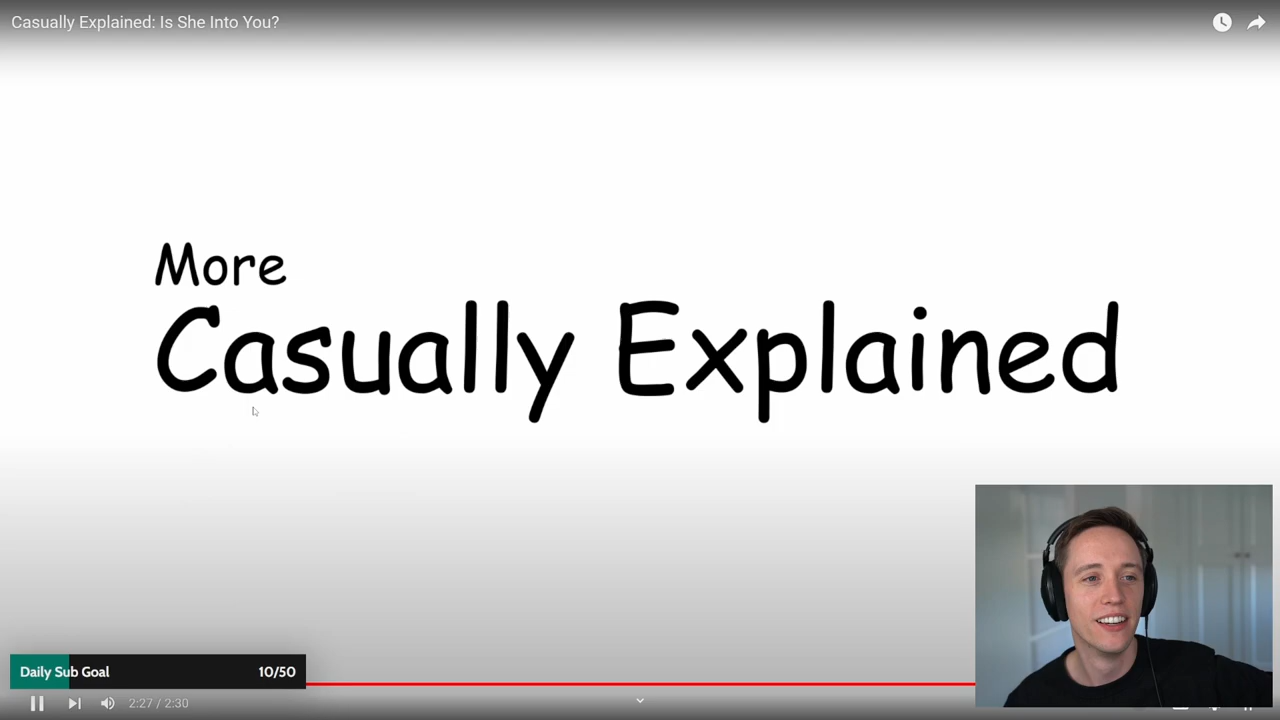 Casually Explained: Is She Into You?
More
Casually Explained
Daily Sub Goal 10/50
2:27 / 2:30